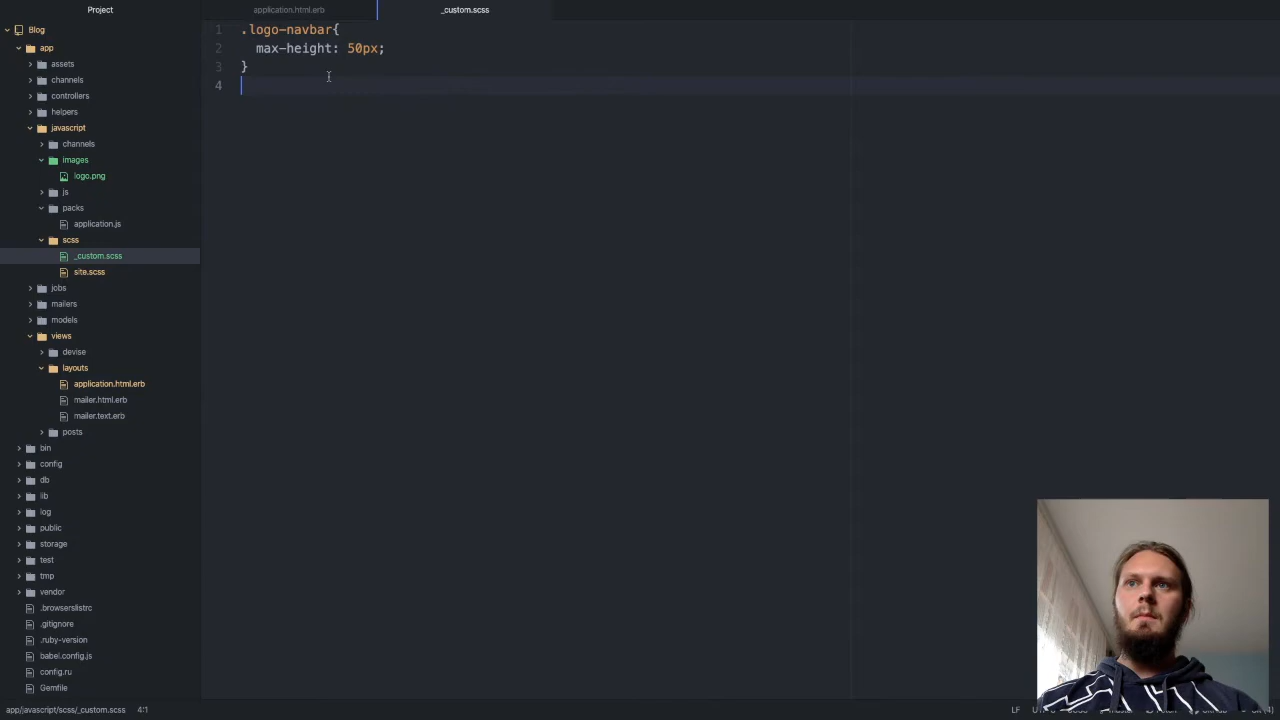 Project
application.html.erb
_custom.scss
Blog
app
assets
channels
controllers
helpers
javascript
channels
images
logo.png
js
packs
application.js
scss
_custom.scss
site.scss
jobs
mailers
models
views
devise
layouts
application.html.erb
mailer.html.erb
mailer.text.erb
posts
bin
config
db
lib
log
public
storage
test
tmp
vendor
.browserslistrc
.gitignore
.ruby-version
babel.config.js
config.ru
Gemfile
1 .logo-navbar{
2 max-height: 50px;
3 }
4
app/javascript/scss/_custom.scss 4:1
LF